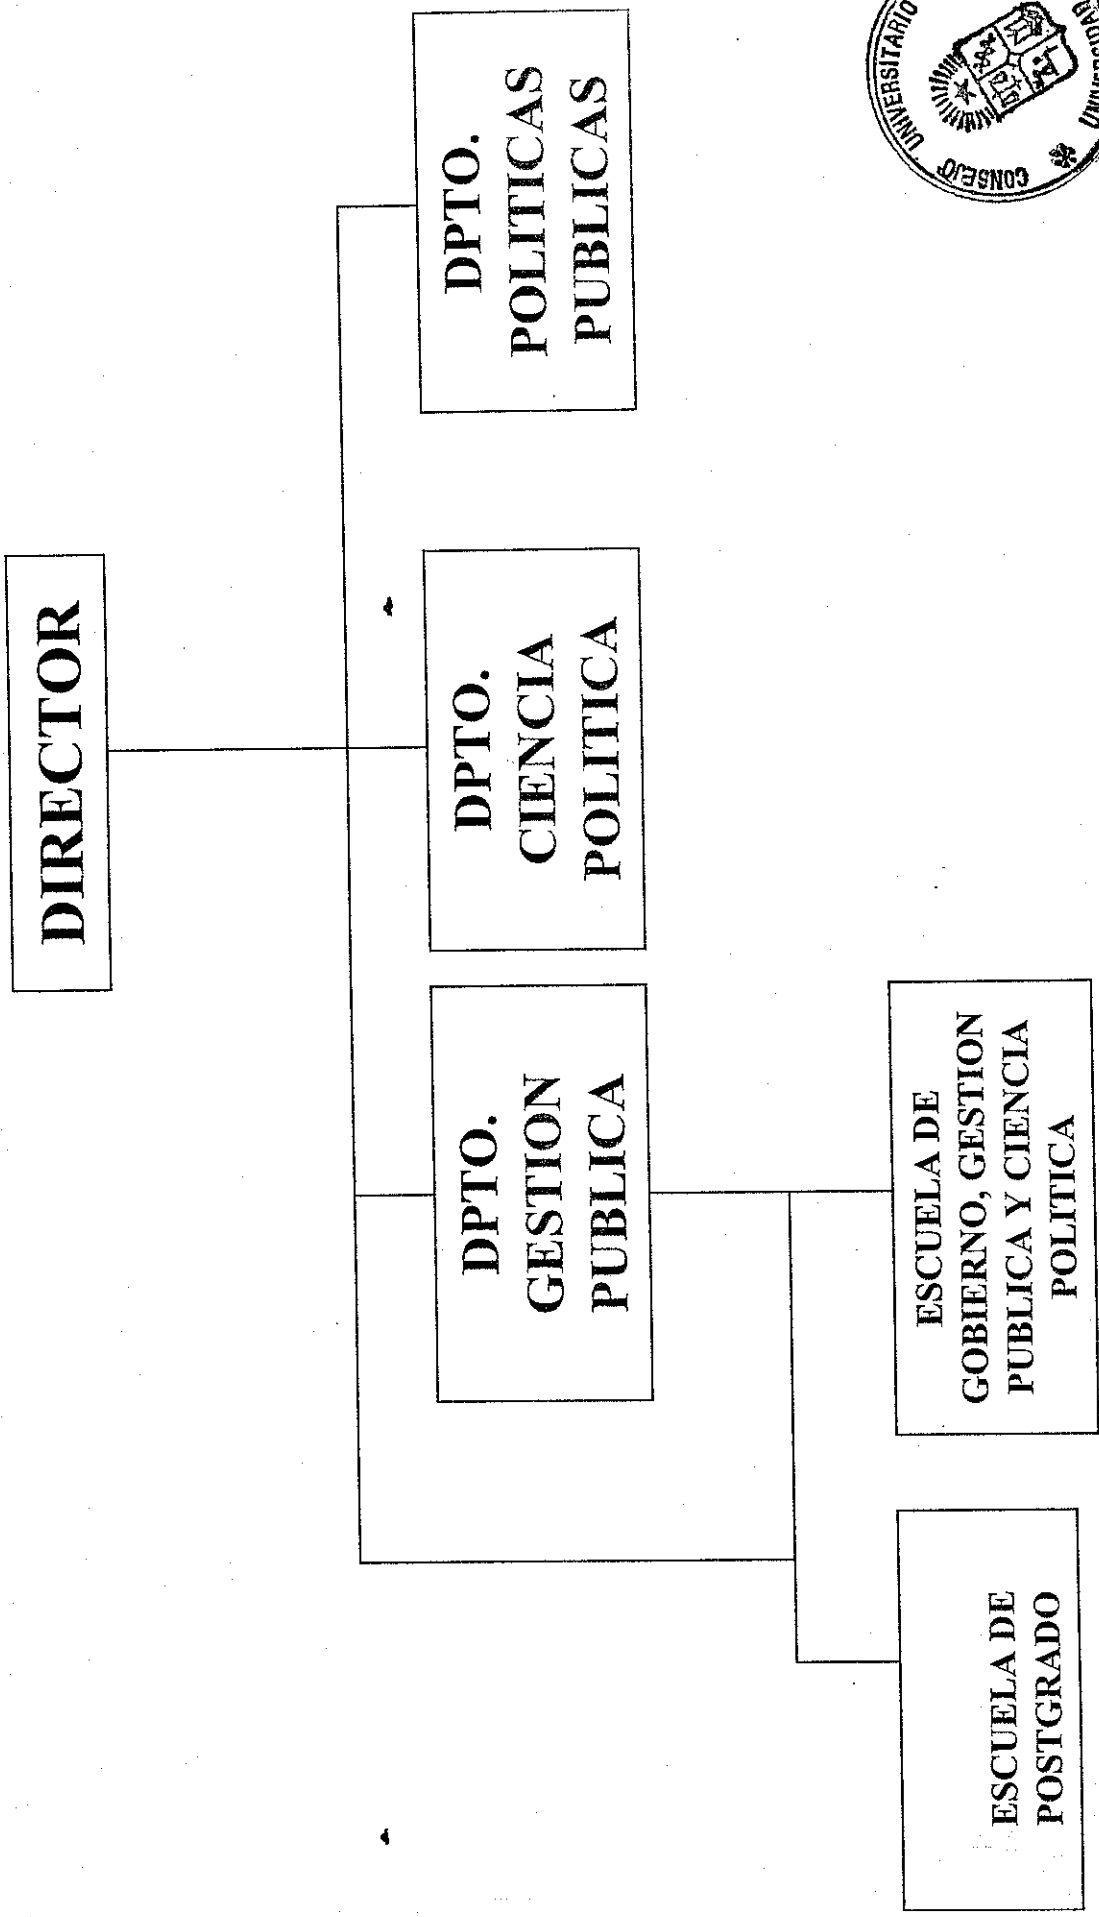 DIRECTOR
DPTO.
GESTION
PUBLICA
DPTO.
CIENCIA
POLITICA
DPTO.
POLITICAS
PUBLICAS
ESCUELA DE
POSTGRADO
ESCUELA DE
GOBIERNO, GESTION
PUBLICA Y CIENCIA
POLITICA
CONSEJO UNIVERSITARIO